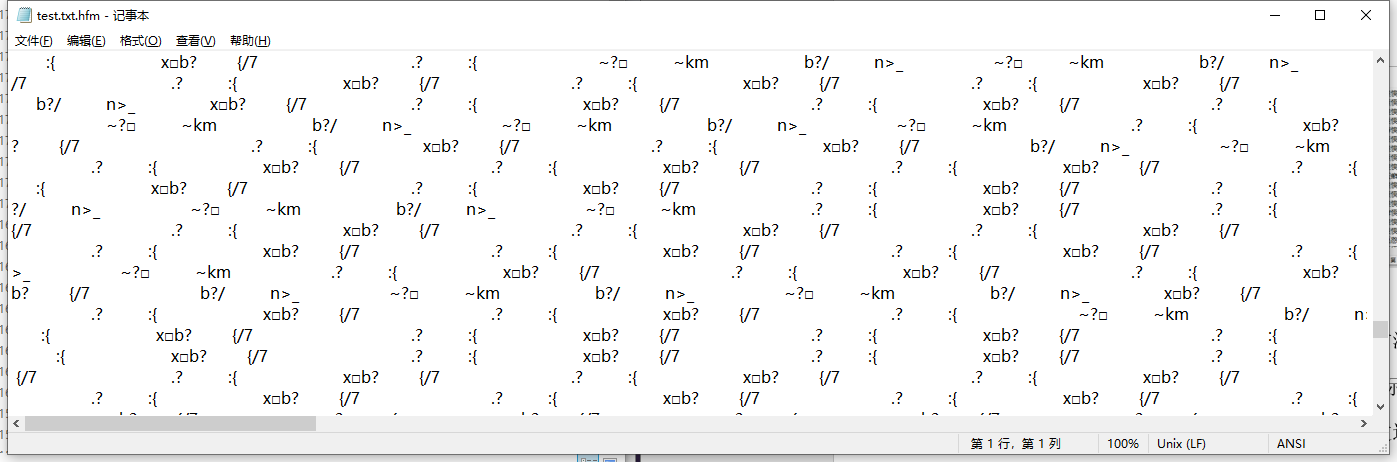 test.txt.hfm - 记事本
文件(F) 编辑(E) 格式(O) 查看(V) 帮助(H)
:{ x□b? {/7 .? :{ ~?□ ~km b?/ n>_ ~?□ ~km b?/ n>_
/7 .? :{ x□b? {/7 .? :{ x□b? {/7 .? :{ x□b? {/7
b?/ n>_ x□b? {/7 .? :{ x□b? {/7 .? :{ x□b? {/7 .? :{
~?□ ~km b?/ n>_ ~?□ ~km b?/ n>_ ~?□ ~km .? :{ x□b?
? {/7 .? :{ x□b? {/7 .? :{ x□b? {/7 b?/ n>_ ~?□ ~km
.? :{ x□b? {/7 .? :{ x□b? {/7 .? :{ x□b? {/7 .? :{
:{ x□b? {/7 .? :{ x□b? {/7 .? :{ x□b? {/7 .? :{
?/ n>_ ~?□ ~km b?/ n>_ ~?□ ~km .? :{ x□b? {/7 .? :{
{/7 .? :{ x□b? {/7 .? :{ x□b? {/7 .? :{ x□b? {/7
.? :{ x□b? {/7 .? :{ x□b? {/7 .? :{ x□b? {/7 .? :{
>_ ~?□ ~km .? :{ x□b? {/7 .? :{ x□b? {/7 .? :{ x□b?
b? {/7 b?/ n>_ ~?□ ~km b?/ n>_ ~?□ ~km b?/ n>_ x□b? {/7
.? :{ x□b? {/7 .? :{ x□b? {/7 .? :{ ~?□ ~km b?/ n:
:{ x□b? {/7 .? :{ x□b? {/7 .? :{ x□b? {/7 .? :{
:{ x□b? {/7 .? :{ x□b? {/7 .? :{ x□b? {/7 .? :{
{/7 .? :{ x□b? {/7 .? :{ x□b? {/7 .? :{ x□b? {/7
.? :{ x□b? {/7 .? :{ x□b? {/7 .? :{ x□b? {/7 .? :{
第 1 行，第 1 列 100% Unix (LF) ANSI